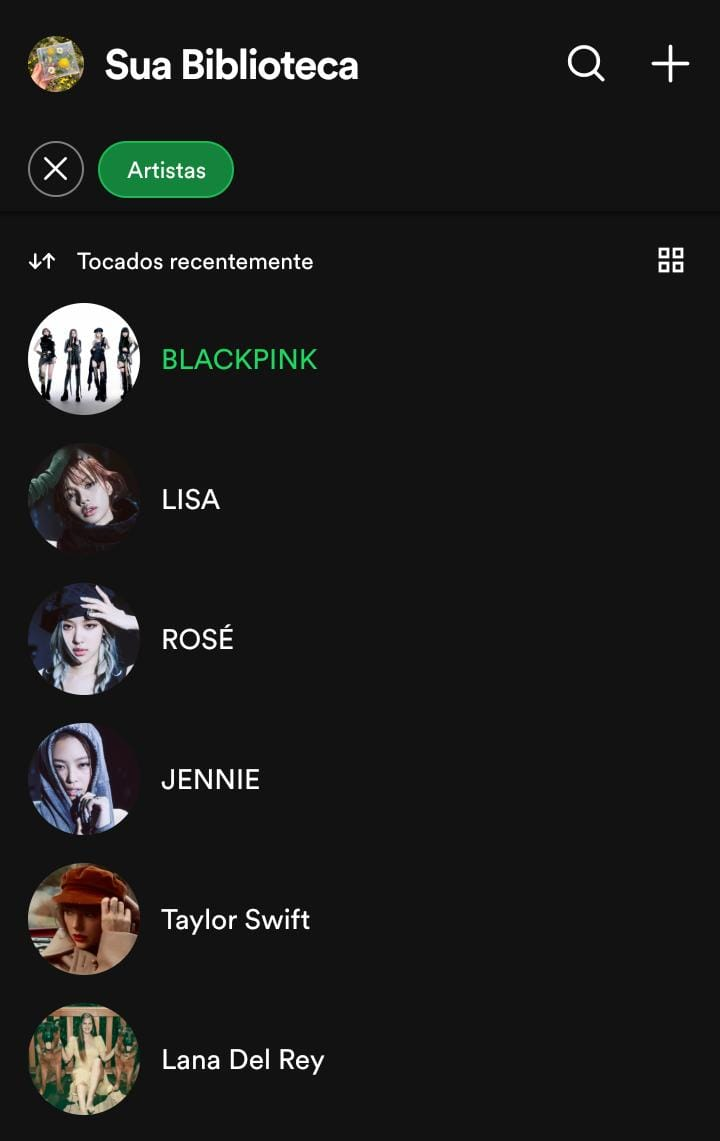 Sua Biblioteca
Artistas
Tocados recentemente
BLACKPINK
LISA
ROSÉ
JENNIE
Taylor Swift
Lana Del Rey